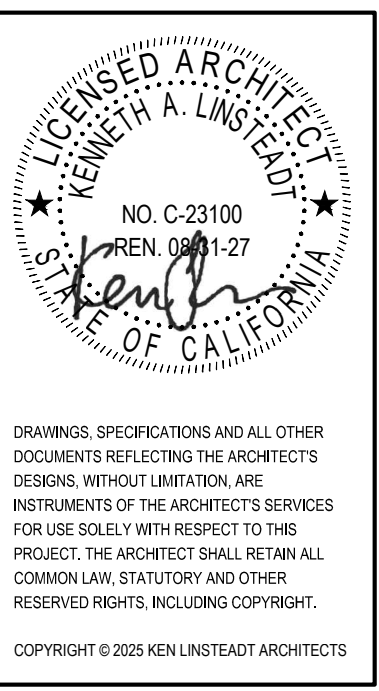 LICENSED ARCHITECT
KENNETH A. LINSTEADT
NO. C-23100
REN. 08-31-27
STATE OF CALIFORNIA
DRAWINGS, SPECIFICATIONS AND ALL OTHER
DOCUMENTS REFLECTING THE ARCHITECT'S
DESIGNS, WITHOUT LIMITATION, ARE
INSTRUMENTS OF THE ARCHITECT'S SERVICES
FOR USE SOLELY WITH RESPECT TO THIS
PROJECT. THE ARCHITECT SHALL RETAIN ALL
COMMON LAW, STATUTORY AND OTHER
RESERVED RIGHTS, INCLUDING COPYRIGHT.
COPYRIGHT © 2025 KEN LINSTEADT ARCHITECTS